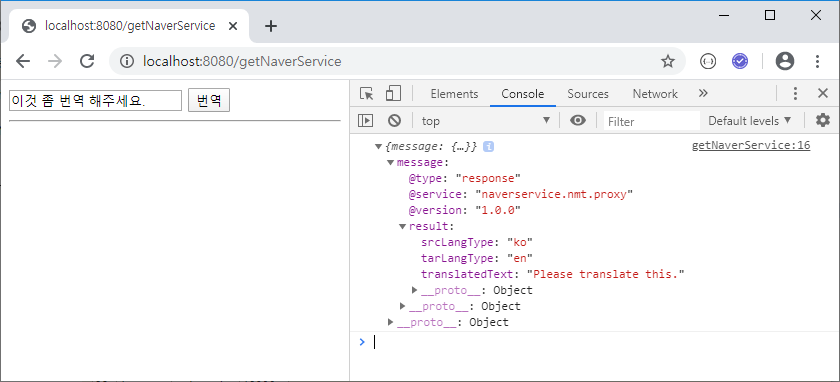 localhost:8080/getNaverService
localhost:8080/getNaverService
이것 좀 번역 해주세요. 번역
Elements Console Sources Network
top Filter Default levels
{message: {…}} getNaverService:16
message:
@type: "response"
@service: "naverservice.nmt.proxy"
@version: "1.0.0"
result:
srcLangType: "ko"
tarLangType: "en"
translatedText: "Please translate this."
__proto__: Object
__proto__: Object
__proto__: Object